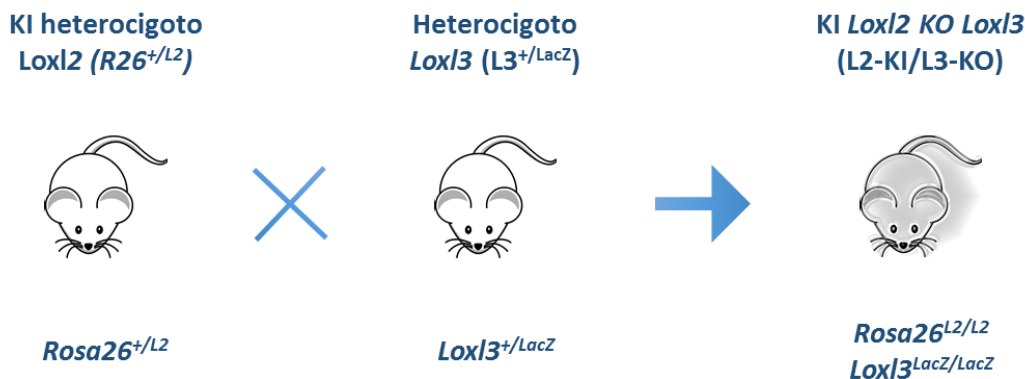 KI heterocigoto
Loxl2 (R26+/L2)
Heterocigoto
Loxl3 (L3+/LacZ)
KI Loxl2 KO Loxl3
(L2-KI/L3-KO)
Rosa26+/L2
Loxl3+/LacZ
Rosa26L2/L2
Loxl3LacZ/LacZ